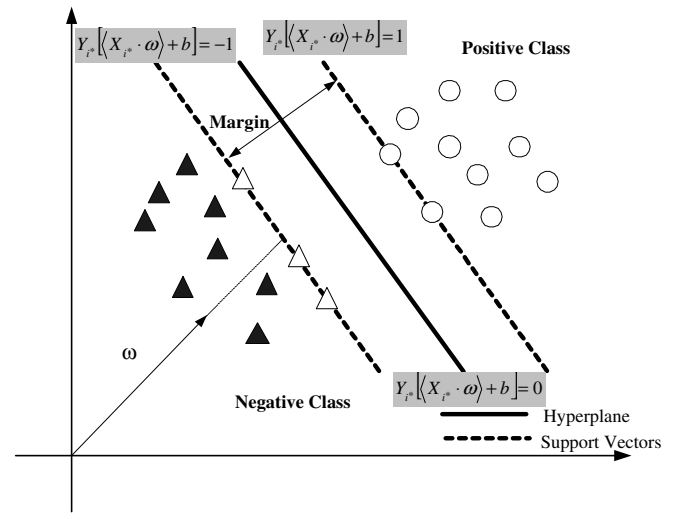 Y_{i*}[⟨X_{i*} · ω⟩ + b] = −1
Y_{i*}[⟨X_{i*} · ω⟩ + b] = 1
Positive Class
Margin
ω
Y_{i*}[⟨X_{i*} · ω⟩ + b] = 0
Negative Class
Hyperplane
Support Vectors